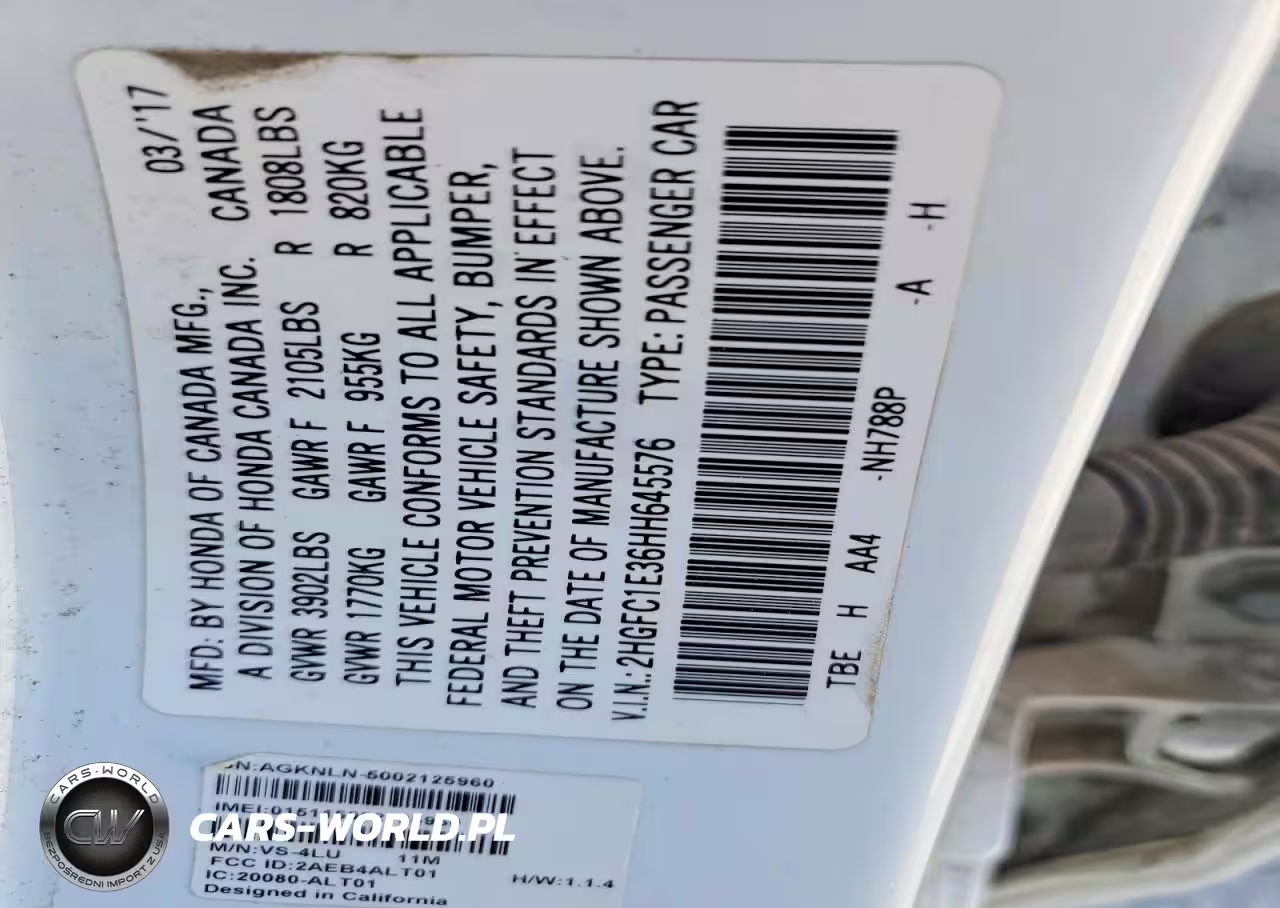 03/'17
MFD: BY HONDA OF CANADA MFG., CANADA
A DIVISION OF HONDA CANADA INC.
GVWR 3902LBS GAWR F 2105LBS R 1808LBS
GVWR 1770KG GAWR F 955KG R 820KG
THIS VEHICLE CONFORMS TO ALL APPLICABLE
FEDERAL MOTOR VEHICLE SAFETY, BUMPER,
AND THEFT PREVENTION STANDARDS IN EFFECT
ON THE DATE OF MANUFACTURE SHOWN ABOVE.
V.I.N.: 2HGFC1E36HH645576 TYPE: PASSENGER CAR
TBE H AA4 -NH788P -A -H
SN:AGKNLN-5002125960
M/N:VS-4LU 11M
FCC ID:2AEB4ALT01
IC:20080-ALT01 H/W:1.1.4
Designed in California
CARS-WORLD
CW
BEZPOŚREDNI IMPORT Z USA
CARS-WORLD.PL